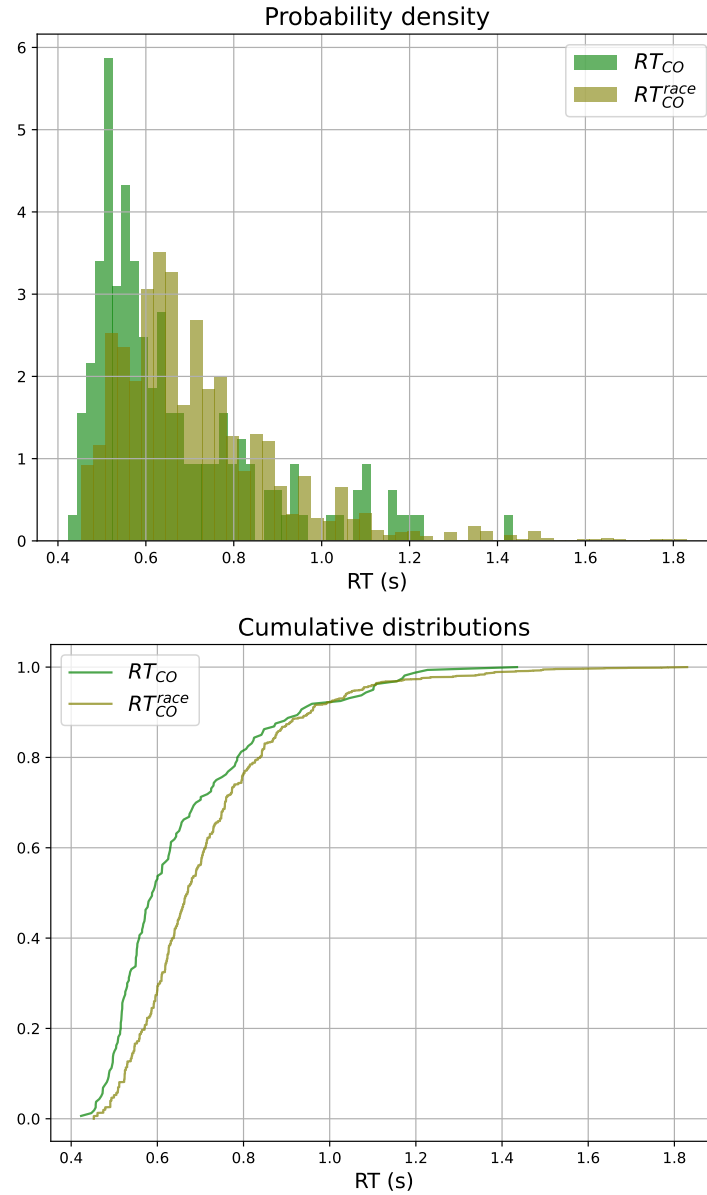 Probability density
RT_CO
RT_CO^race
6
5
4
3
2
1
0
0.4 0.6 0.8 1.0 1.2 1.4 1.6 1.8
RT (s)
Cumulative distributions
RT_CO
RT_CO^race
1.0
0.8
0.6
0.4
0.2
0.0
0.4 0.6 0.8 1.0 1.2 1.4 1.6 1.8
RT (s)